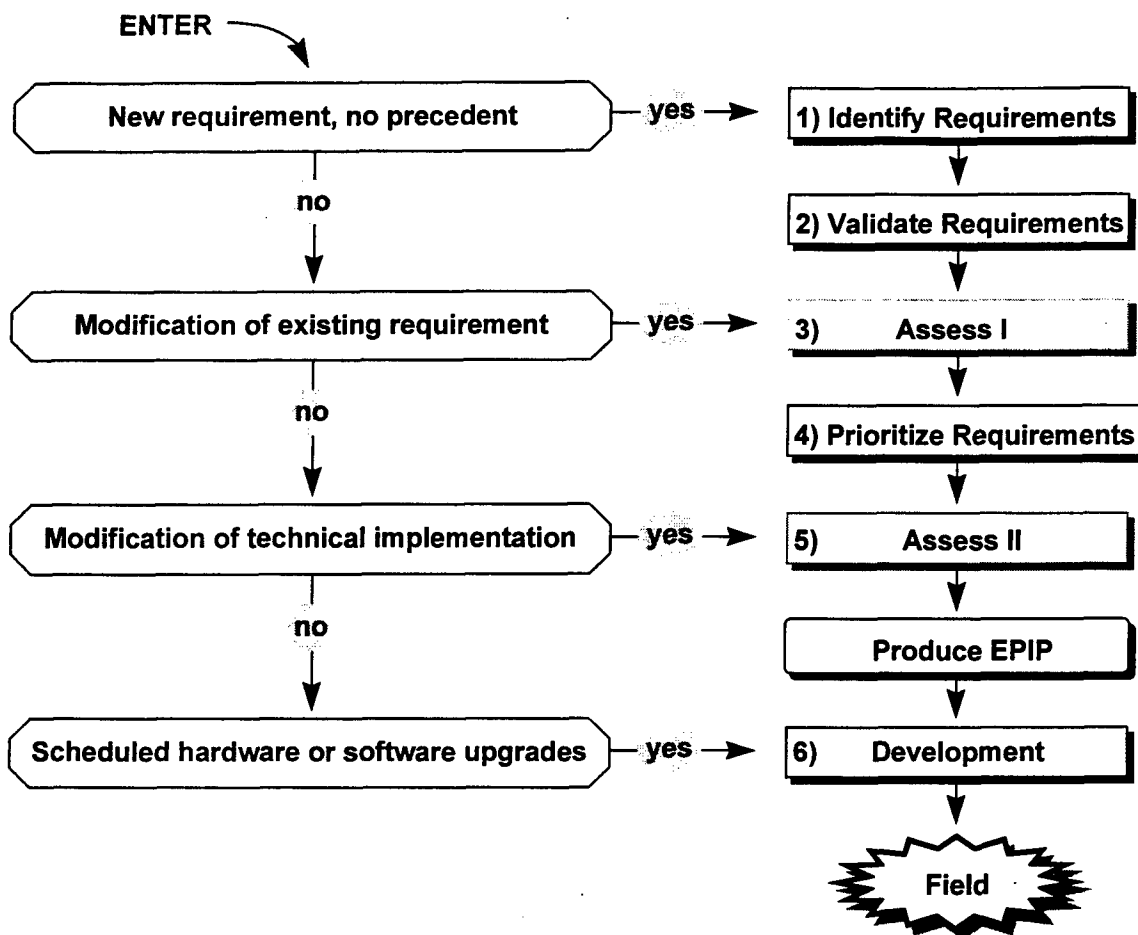 ENTER
New requirement, no precedent
yes
1) Identify Requirements
no
2) Validate Requirements
Modification of existing requirement
yes
3) Assess I
no
4) Prioritize Requirements
Modification of technical implementation
yes
5) Assess II
no
Produce EPIP
Scheduled hardware or software upgrades
yes
6) Development
Field